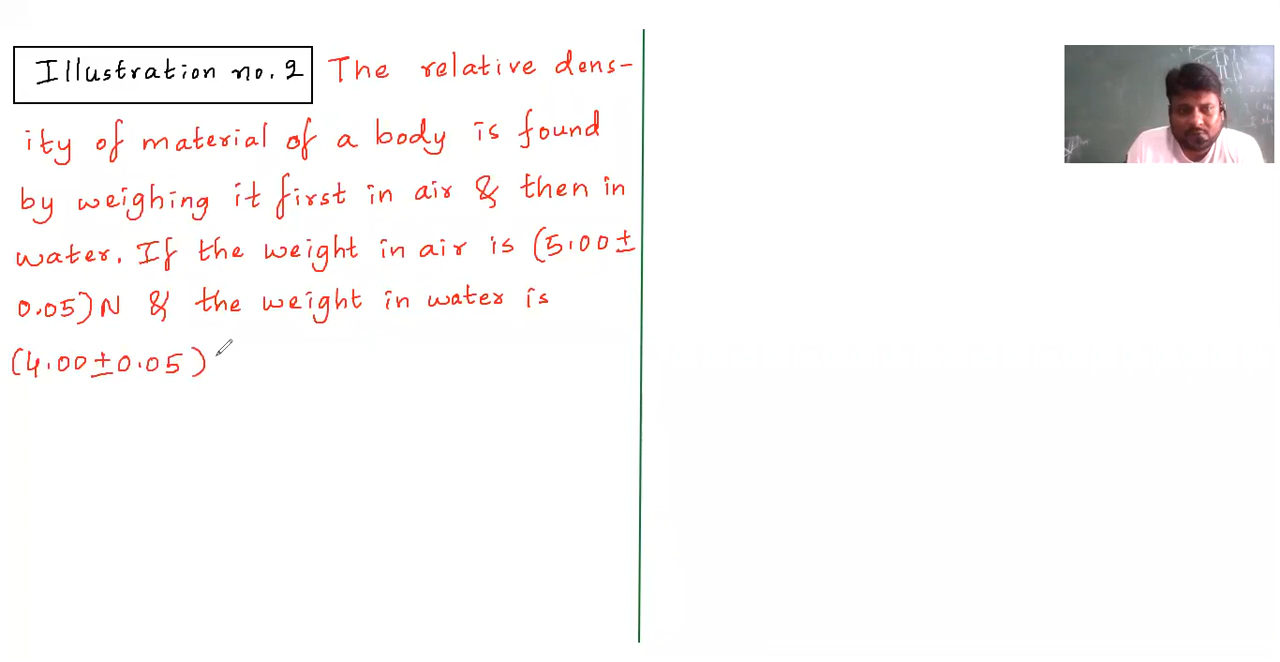 Illustration no. 2 The relative dens-
ity of material of a body is found
by weighing it first in air & then in
water. If the weight in air is (5.00 ±
0.05) N & the weight in water is
(4.00 ± 0.05)